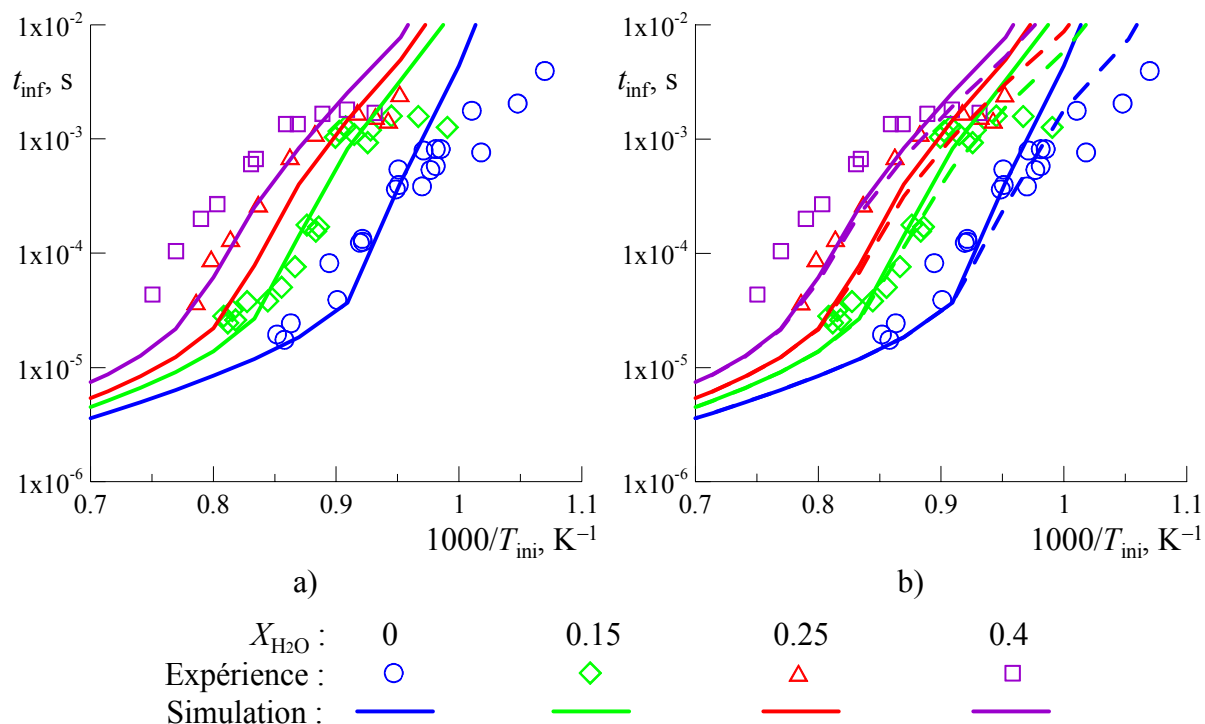 1x10⁻² 1x10⁻²
t_inf, s t_inf, s
1x10⁻³ 1x10⁻³
1x10⁻⁴ 1x10⁻⁴
1x10⁻⁵ 1x10⁻⁵
1x10⁻⁶ 1x10⁻⁶
0.7 0.8 0.9 1 1.1 0.7 0.8 0.9 1 1.1
1000/T_ini, K⁻¹ 1000/T_ini, K⁻¹
a) b)
X_H2O : 0 0.15 0.25 0.4
Expérience :
Simulation :